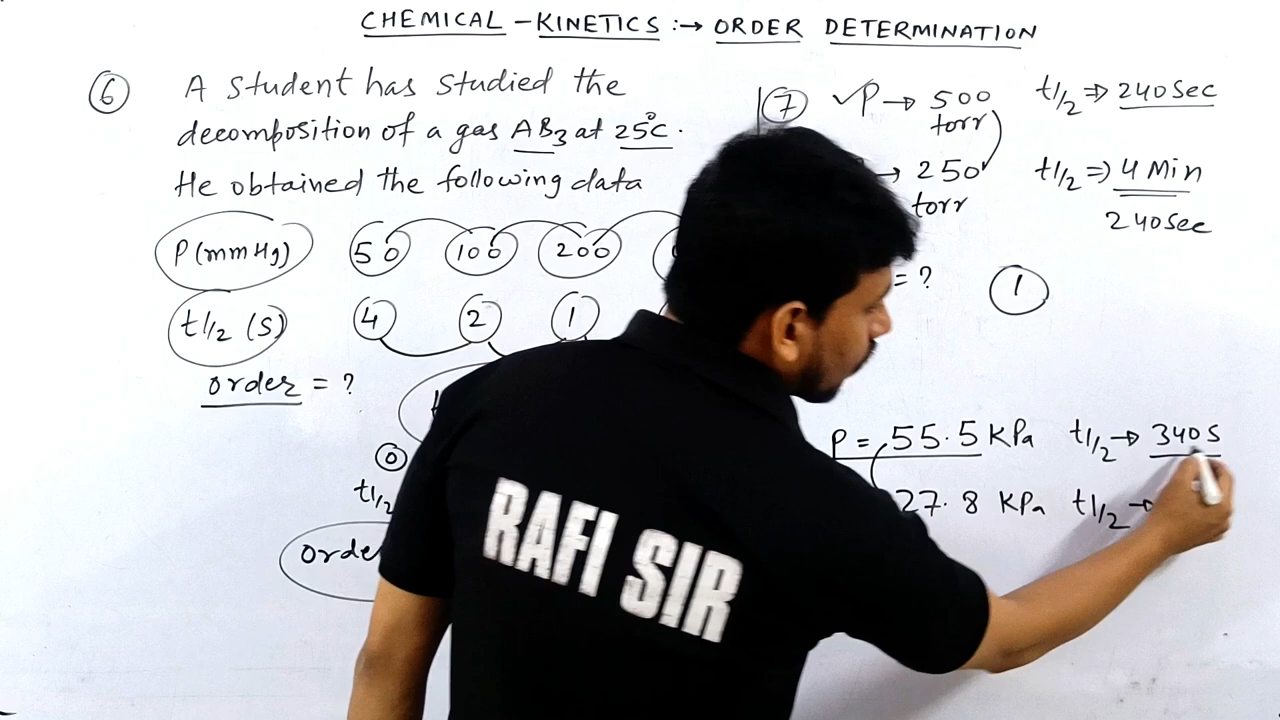 CHEMICAL - KINETICS :→ ORDER DETERMINATION
⑥ A student has studied the
decomposition of a gas AB3 at 25°C.
He obtained the following data
P(mmHg) 50 100 200
t1/2 (s) 4 2 1
order = ?
0
t1/2
order
⑦ ✓P → 500 torr t1/2 ⇒ 240 Sec
→ 250 torr t1/2 ⇒ 4 Min
240 Sec
= ? 1
P = 55.5 KPa t1/2 → 340 S
27.8 KPa t1/2 →
RAFI SIR